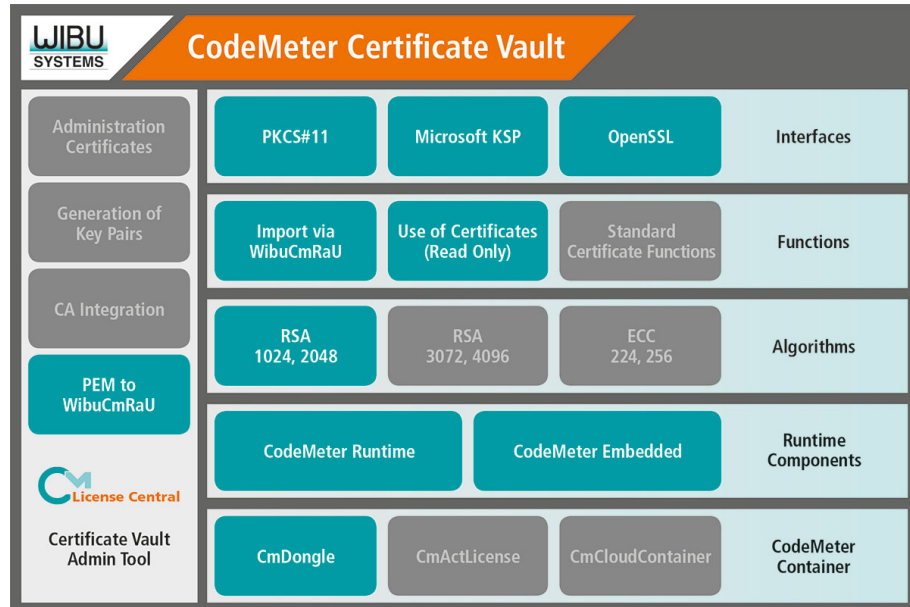 WIBU
SYSTEMS
CodeMeter Certificate Vault
Administration
Certificates
Generation of
Key Pairs
CA Integration
PEM to
WibuCmRaU
CM
License Central
Certificate Vault
Admin Tool
PKCS#11
Microsoft KSP
OpenSSL
Interfaces
Import via
WibuCmRaU
Use of Certificates
(Read Only)
Standard
Certificate Functions
Functions
RSA
1024, 2048
RSA
3072, 4096
ECC
224, 256
Algorithms
CodeMeter Runtime
CodeMeter Embedded
Runtime
Components
CmDongle
CmActLicense
CmCloudContainer
CodeMeter
Container